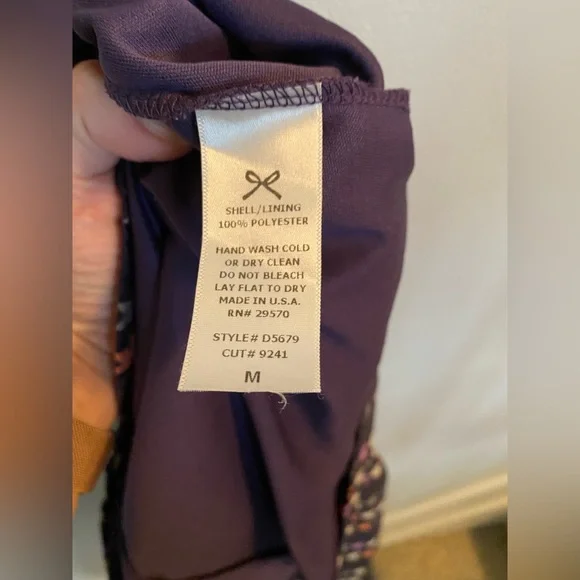 SHELL/LINING
100% POLYESTER
HAND WASH COLD
OR DRY CLEAN
DO NOT BLEACH
LAY FLAT TO DRY
MADE IN U.S.A.
RN# 29570
STYLE# D5679
CUT# 9241
M